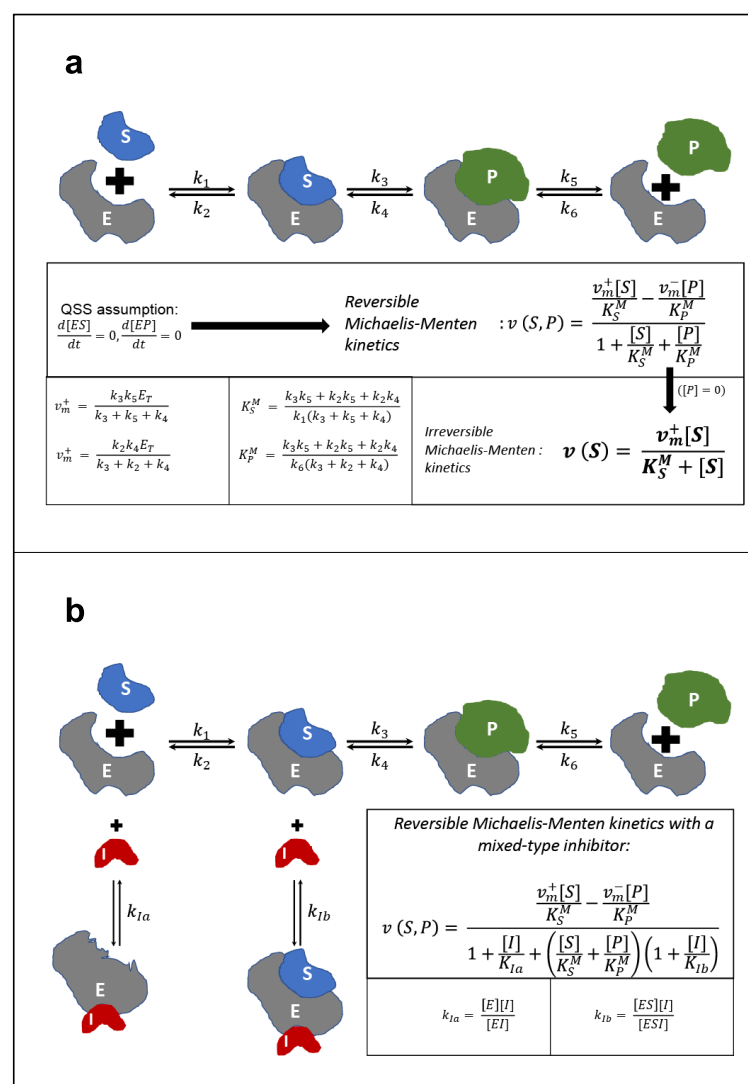 a
S
E
k₁
k₂
S
E
k₃
k₄
P
E
k₅
k₆
P
E
QSS assumption:
d[ES]/dt = 0, d[EP]/dt = 0
Reversible
Michaelis-Menten
kinetics
: v (S, P) = (v_m^+[S]/K_S^M − v_m^-[P]/K_P^M) / (1 + [S]/K_S^M + [P]/K_P^M)
([P] = 0)
v_m^+ = k₃k₅E_T / (k₃ + k₅ + k₄)
v_m^+ = k₂k₄E_T / (k₃ + k₂ + k₄)
K_S^M = (k₃k₅ + k₂k₅ + k₂k₄) / (k₁(k₃ + k₅ + k₄))
K_P^M = (k₃k₅ + k₂k₅ + k₂k₄) / (k₆(k₃ + k₂ + k₄))
Irreversible
Michaelis-Menten :
kinetics
v (S) = v_m^+[S] / (K_S^M + [S])
b
S
E
k₁
k₂
S
E
k₃
k₄
P
E
k₅
k₆
P
E
+
I
k_Ia
E
I
+
I
k_Ib
S
E
I
Reversible Michaelis-Menten kinetics with a
mixed-type inhibitor:
v (S, P) = (v_m^+[S]/K_S^M − v_m^-[P]/K_P^M) / (1 + [I]/K_Ia + ([S]/K_S^M + [P]/K_P^M)(1 + [I]/K_Ib))
k_Ia = [E][I]/[EI]
k_Ib = [ES][I]/[ESI]